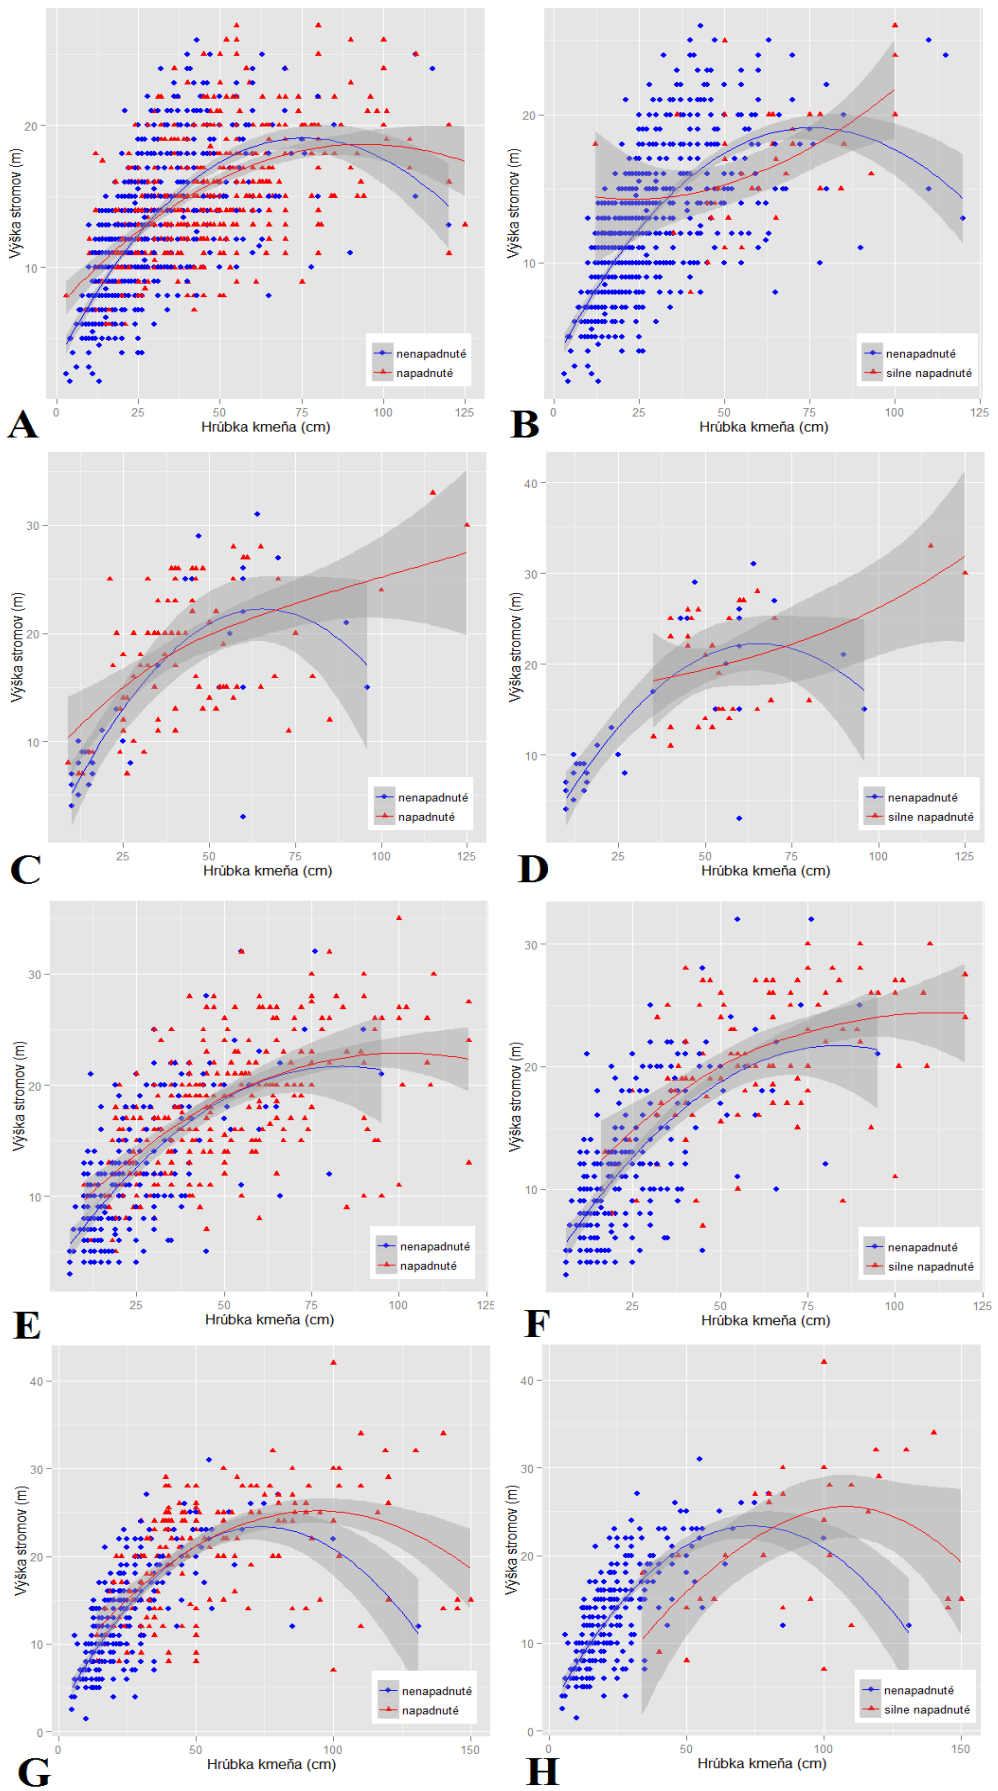 Výška stromov (m)
20
10
nenapadnuté
napadnuté
0 25 50 75 100 125
Hrúbka kmeňa (cm)
A
Výška stromov (m)
20
10
nenapadnuté
silne napadnuté
0 25 50 75 100 120
Hrúbka kmeňa (cm)
B
Výška stromov (m)
30
20
10
nenapadnuté
napadnuté
25 50 75 100 125
Hrúbka kmeňa (cm)
C
Výška stromov (m)
40
30
20
10
nenapadnuté
silne napadnuté
25 50 75 100 125
Hrúbka kmeňa (cm)
D
Výška stromov (m)
30
20
10
nenapadnuté
napadnuté
25 50 75 100 125
Hrúbka kmeňa (cm)
E
Výška stromov (m)
30
20
10
nenapadnuté
silne napadnuté
25 50 75 100 125
Hrúbka kmeňa (cm)
F
Výška stromov (m)
40
30
20
10
0
nenapadnuté
napadnuté
0 50 100 150
Hrúbka kmeňa (cm)
G
Výška stromov (m)
40
30
20
10
0
nenapadnuté
silne napadnuté
0 50 100 150
Hrúbka kmeňa (cm)
H